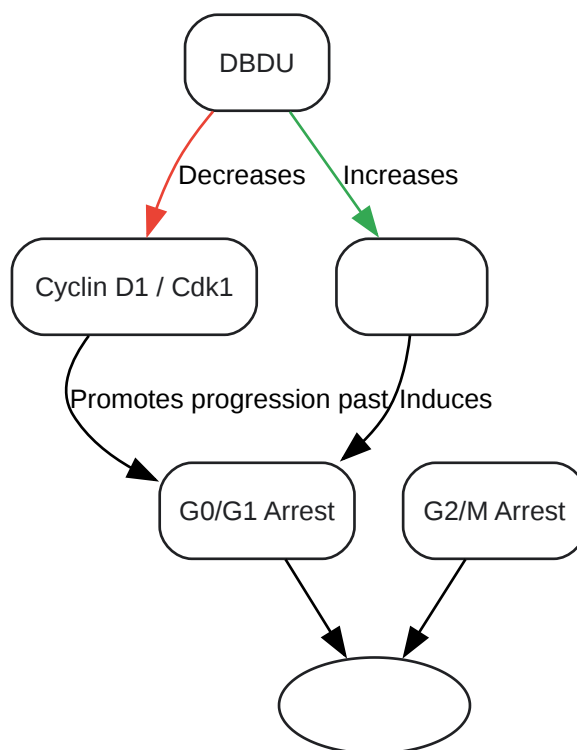 DBDU
Decreases
Increases
Cyclin D1 / Cdk1
Promotes progression past
Induces
G0/G1 Arrest
G2/M Arrest